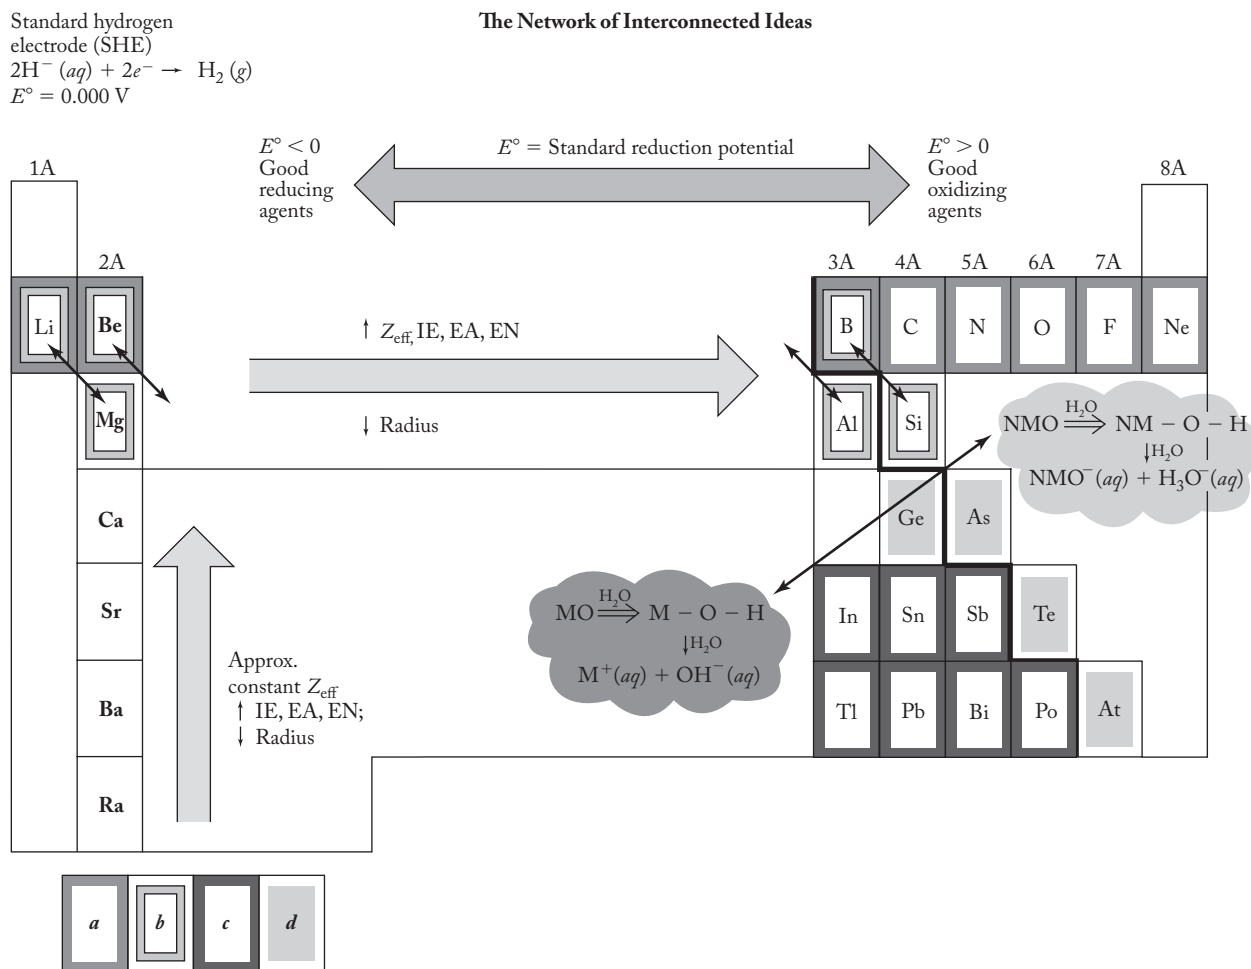 Standard hydrogen
electrode (SHE)
2H⁻ (aq) + 2e⁻ → H₂ (g)
E° = 0.000 V
The Network of Interconnected Ideas
E° < 0
Good
reducing
agents
E° = Standard reduction potential
E° > 0
Good
oxidizing
agents
1A
8A
2A
3A 4A 5A 6A 7A
Li Be
B C N O F Ne
↑ Z_eff, IE, EA, EN
↓ Radius
Mg
Al Si
NMO H₂O ⇒ NM – O – H
↓H₂O
NMO⁻(aq) + H₃O⁻(aq)
Ca
Ge As
Sr
In Sn Sb Te
MO H₂O ⇒ M – O – H
↓H₂O
M⁺(aq) + OH⁻(aq)
Approx.
constant Z_eff
↑ IE, EA, EN;
↓ Radius
Ba
Tl Pb Bi Po At
Ra
a b c d